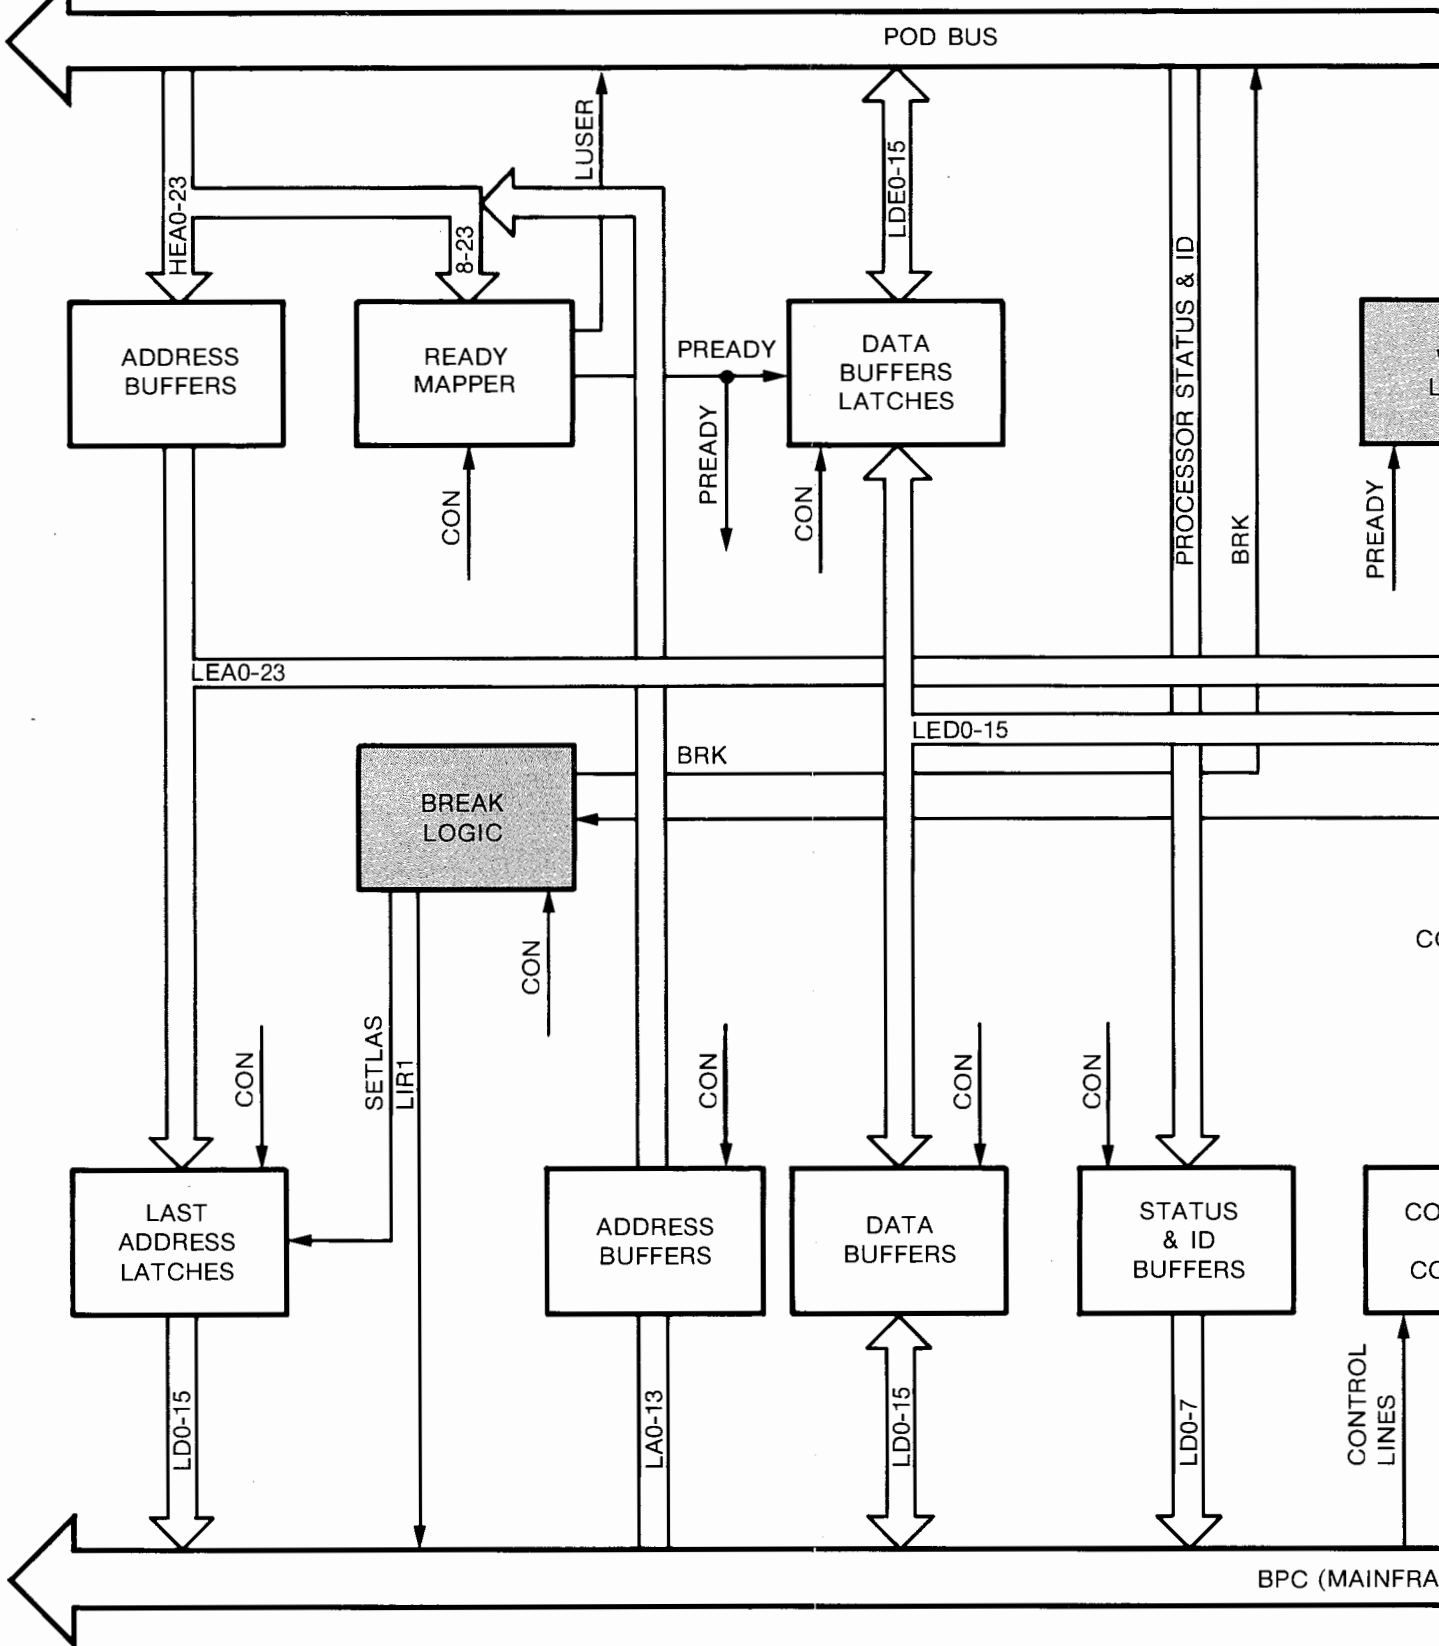 POD BUS
LUSER
HEA0-23
8-23
LDE0-15
PROCESSOR STATUS & ID
BRK
ADDRESS
BUFFERS
READY
MAPPER
PREADY
PREADY
DATA
BUFFERS
LATCHES
L
CON
CON
PREADY
LEA0-23
LED0-15
BRK
BREAK
LOGIC
CON
CO
CON
SETLAS
LIR1
CON
CON
CON
LAST
ADDRESS
LATCHES
ADDRESS
BUFFERS
DATA
BUFFERS
STATUS
& ID
BUFFERS
CO
CO
LD0-15
LA0-13
LD0-15
LD0-7
CONTROL
LINES
BPC (MAINFRA